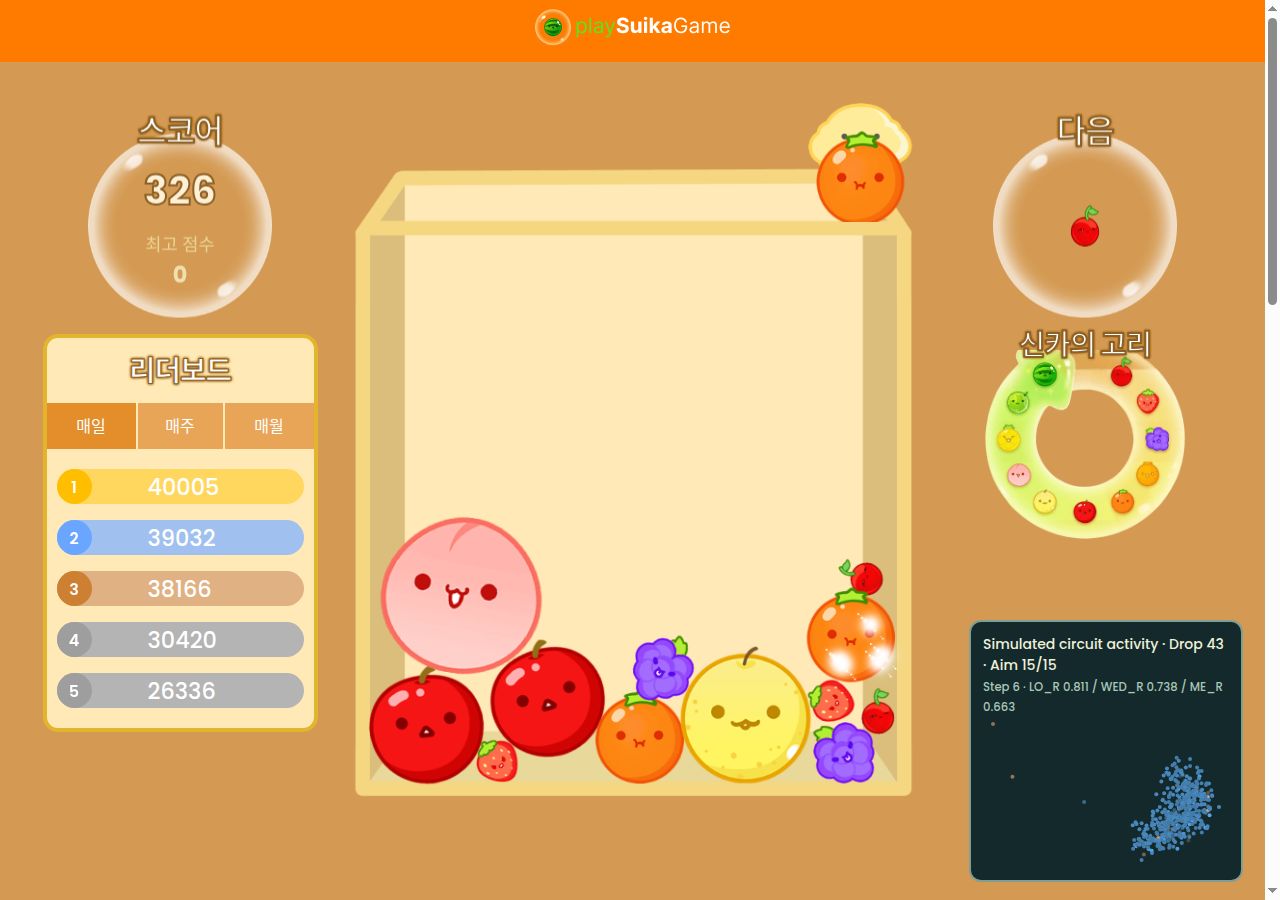 playSuikaGame
스코어
326
최고 점수
0
다음
신카의 고리
리더보드
매일 매주 매월
1 40005
2 39032
3 38166
4 30420
5 26336
Simulated circuit activity · Drop 43
· Aim 15/15
Step 6 · LO_R 0.811 / WED_R 0.738 / ME_R
0.663